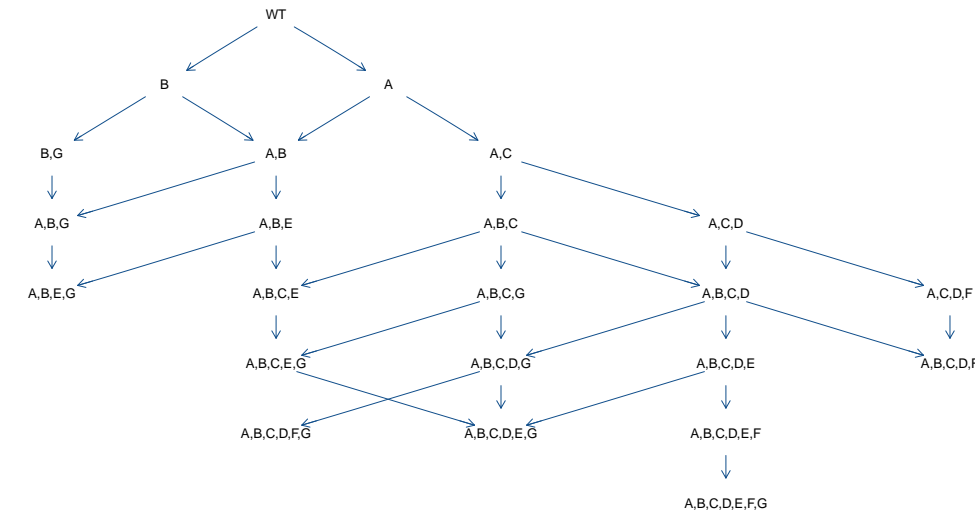 WT
B
A
B,G
A,B
A,C
A,B,G
A,B,E
A,B,C
A,C,D
A,B,E,G
A,B,C,E
A,B,C,G
A,B,C,D
A,C,D,F
A,B,C,E,G
A,B,C,D,G
A,B,C,D,E
A,B,C,D,F
A,B,C,D,F,G
A,B,C,D,E,G
A,B,C,D,E,F
A,B,C,D,E,F,G